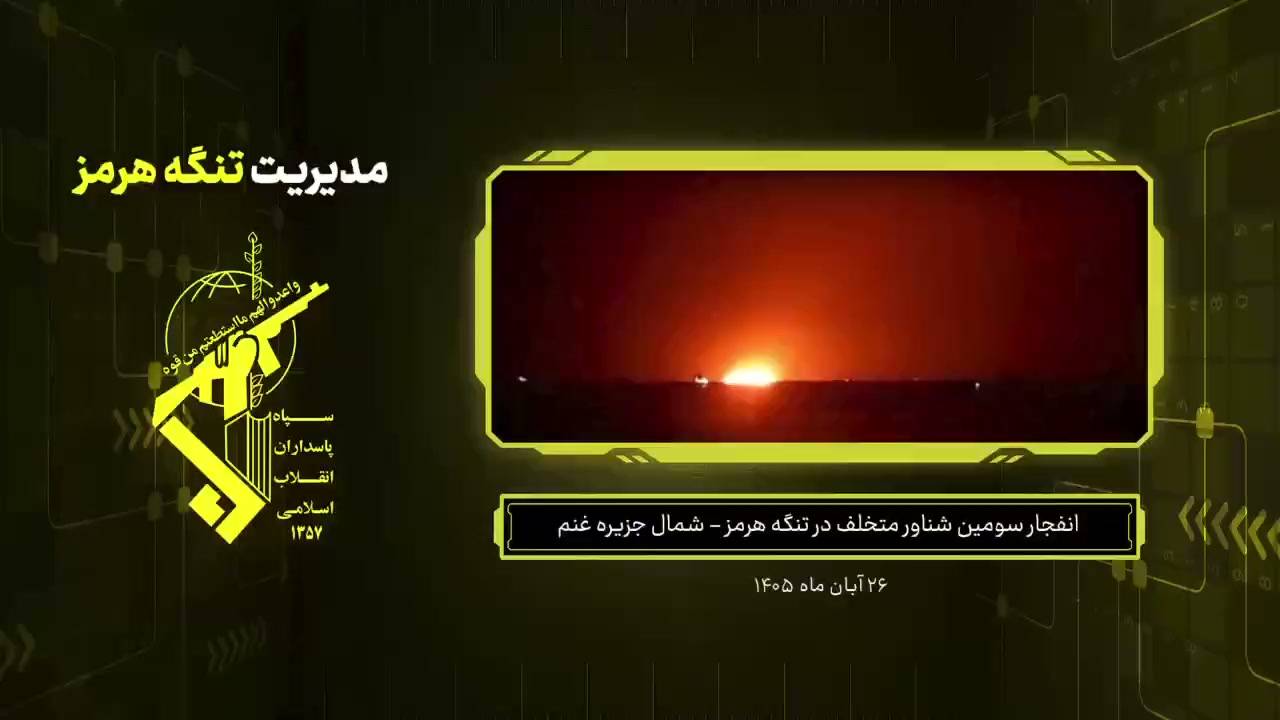 مدیریت تنگه هرمز
واعدوا لهم ما استطعتم من قوه
سپاه
پاسداران
انقلاب
اسلامی
۱۳۵۷
انفجار سومین شناور متخلف در تنگه هرمز - شمال جزیره غنم
۲۶ آبان ماه ۱۴۰۵